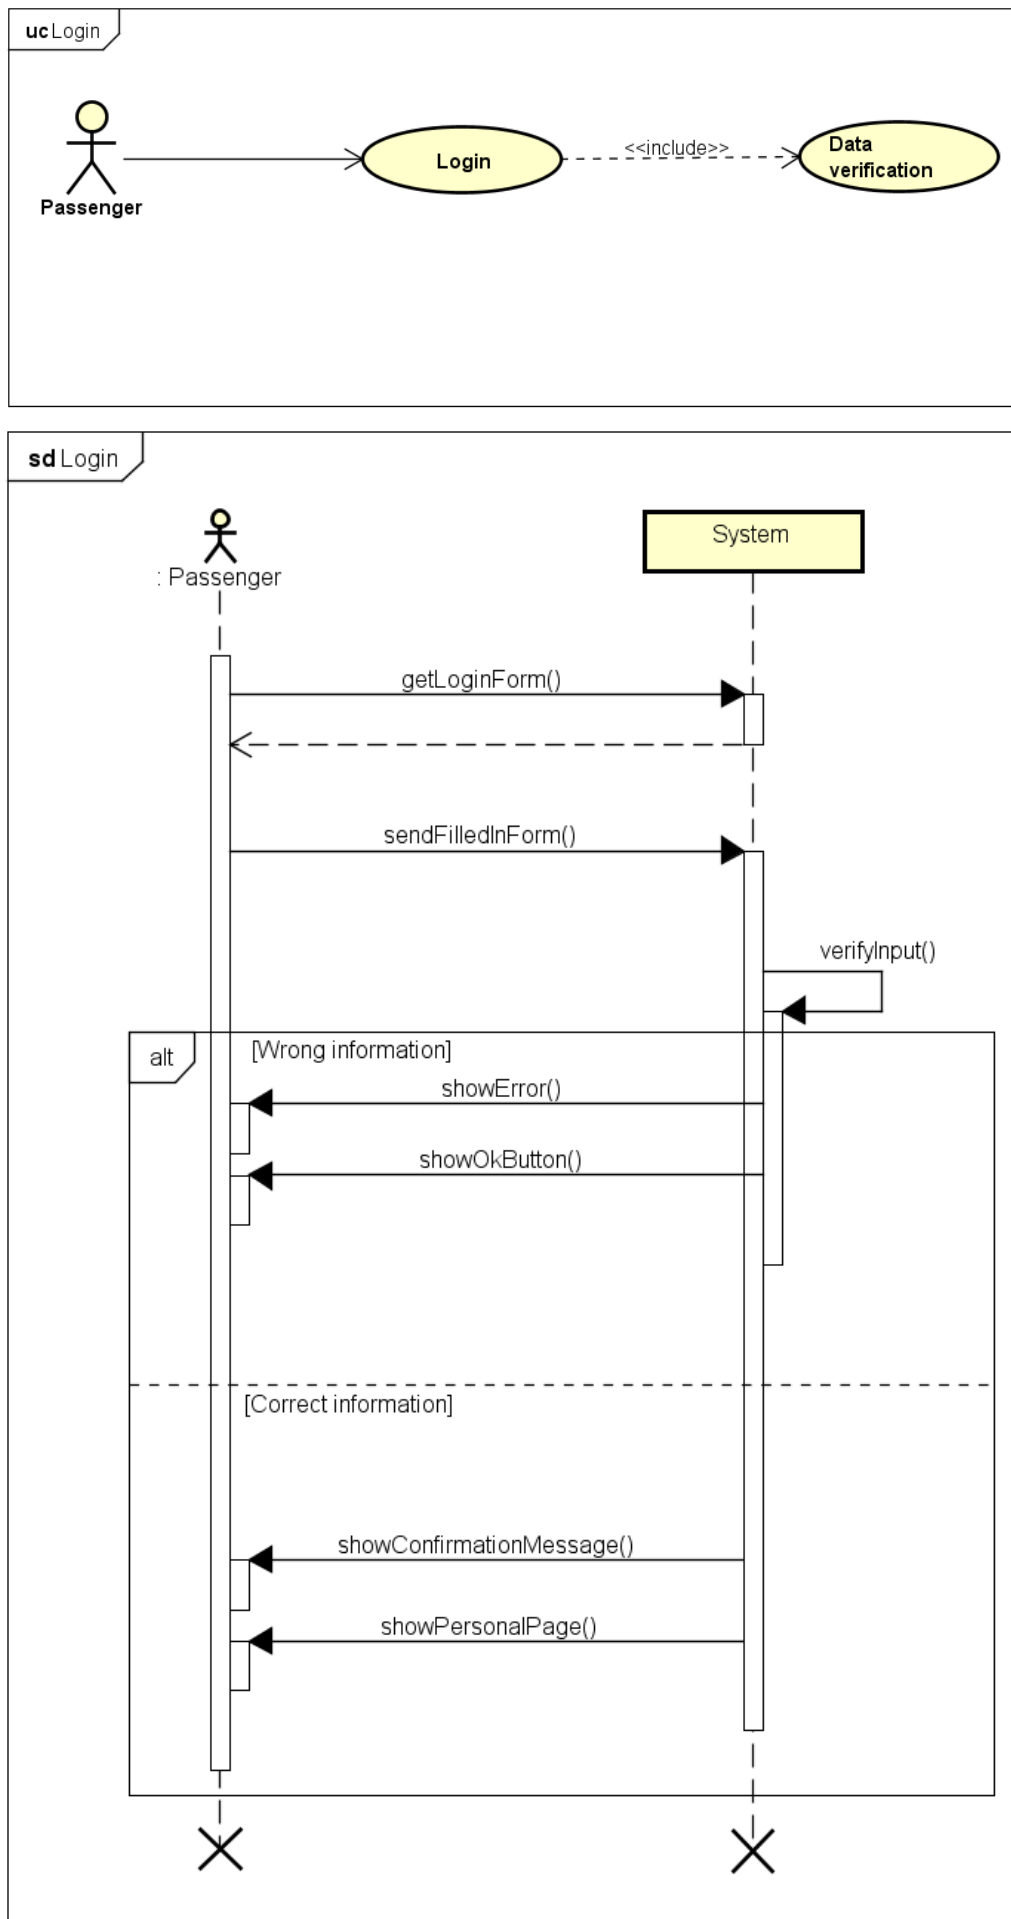 uc Login
Passenger
Login
<<include>>
Data
verification
sd Login
: Passenger
System
getLoginForm()
sendFilledInForm()
verifyInput()
alt
[Wrong information]
showError()
showOkButton()
[Correct information]
showConfirmationMessage()
showPersonalPage()